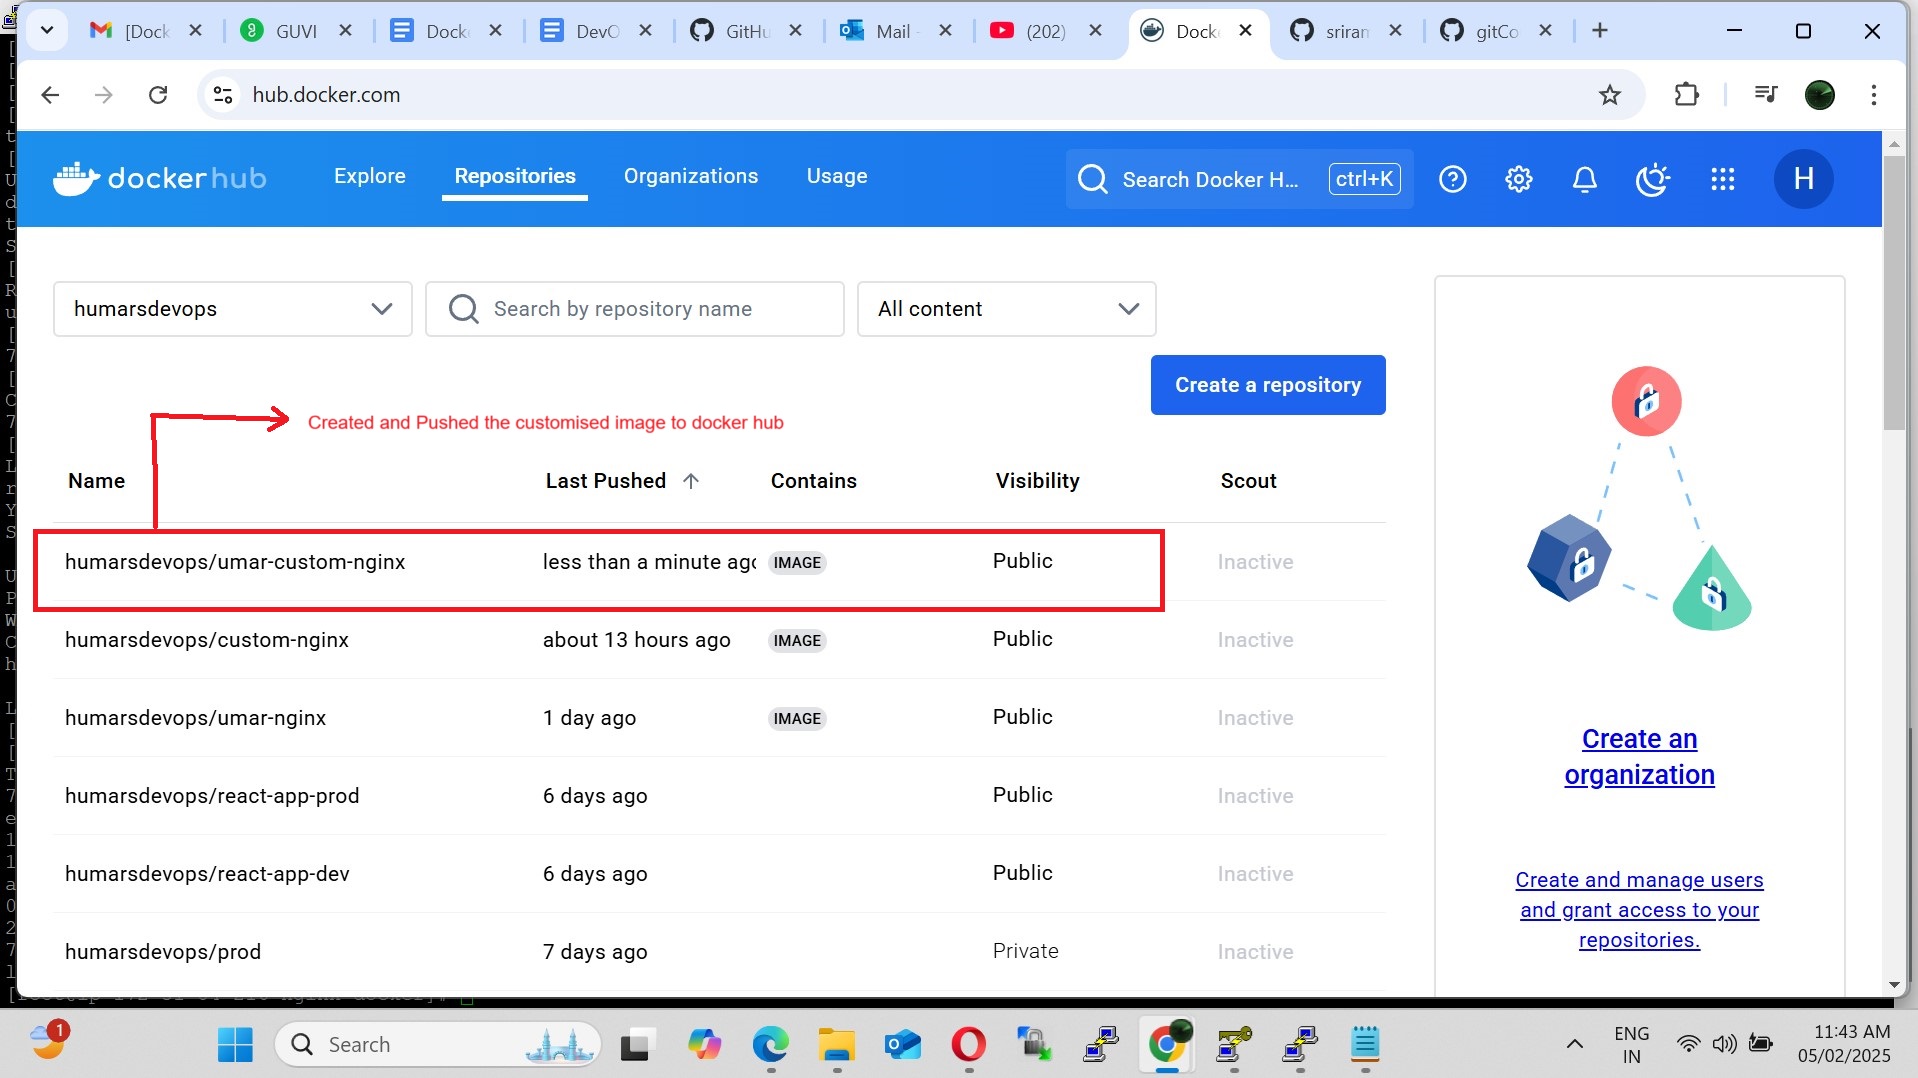 [Dock
GUVI
Dock
DevO
GitHu
Mail -
(202)
Dock
sriram
gitCo
hub.docker.com
dockerhub
Explore
Repositories
Organizations
Usage
Search Docker H...
ctrl+K
H
humarsdevops
Search by repository name
All content
Create a repository
Created and Pushed the customised image to docker hub
Name Last Pushed Contains Visibility Scout
humarsdevops/umar-custom-nginx less than a minute ago IMAGE Public Inactive
humarsdevops/custom-nginx about 13 hours ago IMAGE Public Inactive
humarsdevops/umar-nginx 1 day ago IMAGE Public Inactive
humarsdevops/react-app-prod 6 days ago Public Inactive
humarsdevops/react-app-dev 6 days ago Public Inactive
humarsdevops/prod 7 days ago Private Inactive
Create an
organization
Create and manage users
and grant access to your
repositories.
1
Search
ENG
IN
11:43 AM
05/02/2025